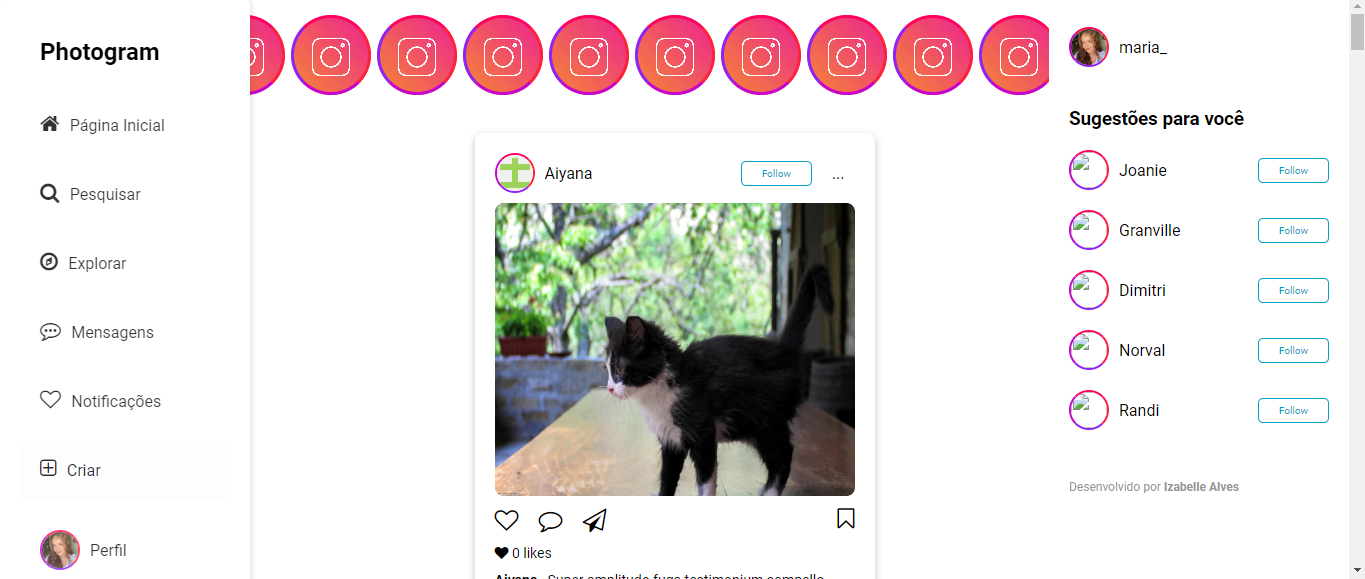 Photogram
Página Inicial
Pesquisar
Explorar
Mensagens
Notificações
Criar
Perfil
Aiyana
Follow
...
0 likes
Aiyana
maria_
Sugestões para você
Joanie
Follow
Granville
Follow
Dimitri
Follow
Norval
Follow
Randi
Follow
Desenvolvido por Izabelle Alves